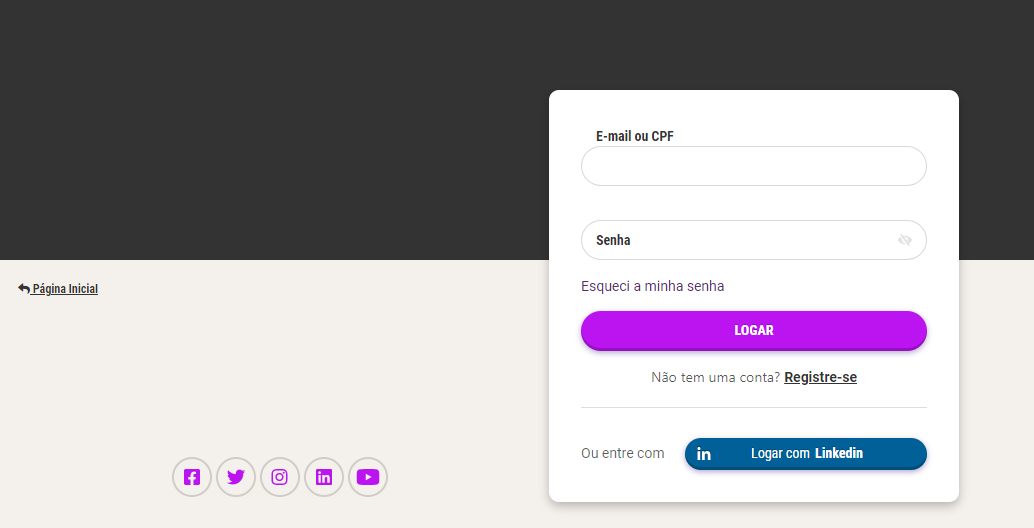 E-mail ou CPF
Senha
Página Inicial
Esqueci a minha senha
LOGAR
Não tem uma conta? Registre-se
Ou entre com
in Logar com Linkedin